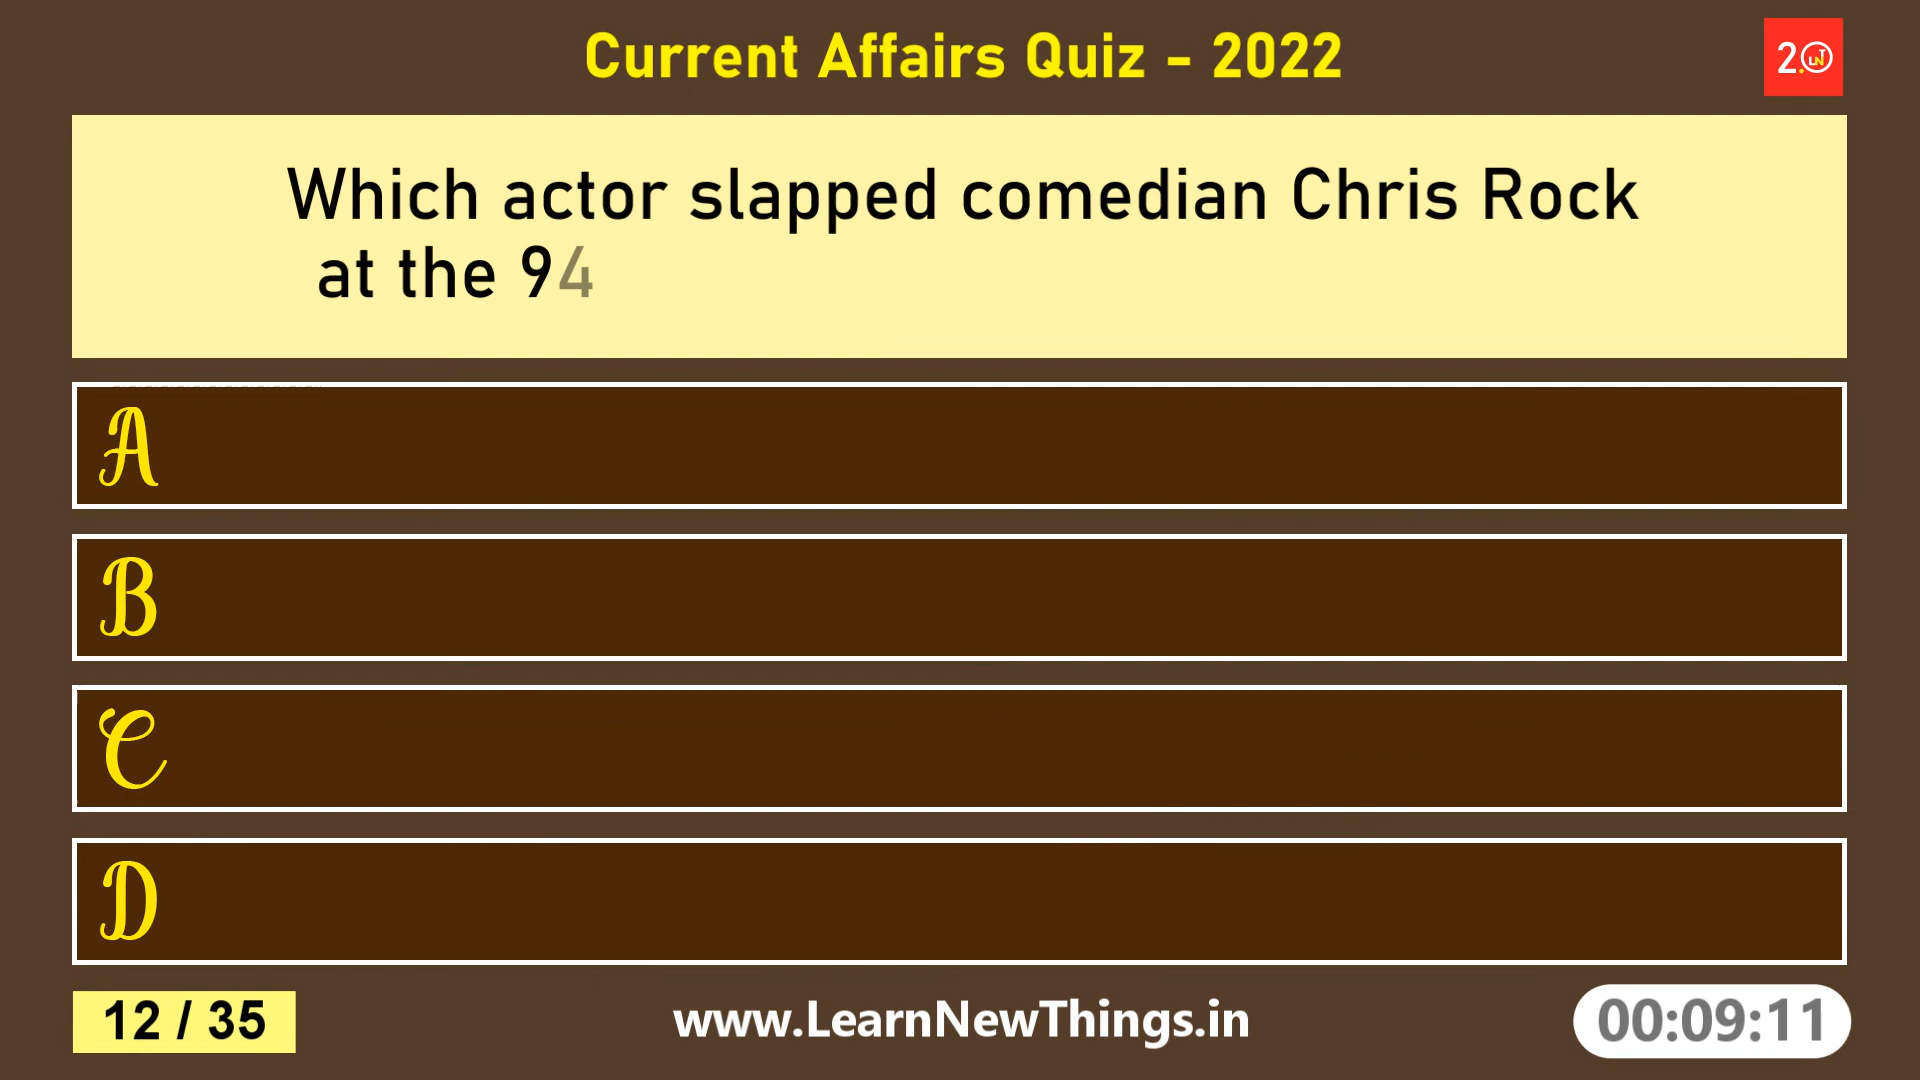 Current Affairs Quiz - 2022
2.LNT
Which actor slapped comedian Chris Rock
at the 94
A
B
C
D
12 / 35
www.LearnNewThings.in
00:09:11